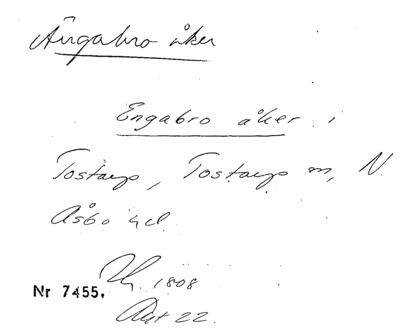 Ängabro åker
Engabro åker i
Tostarp, Tostarp m, N.
Åsbo hd.
1808
Nr 7455.
Akt 22.